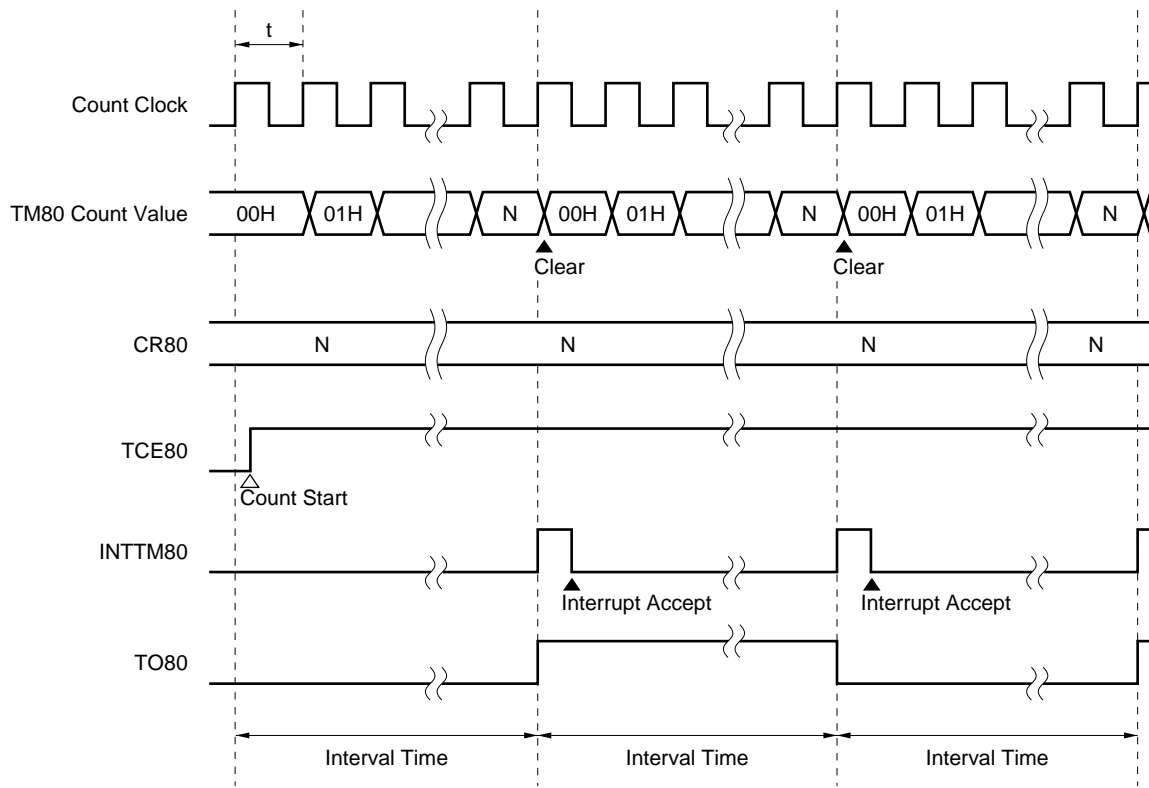 t
Count Clock
TM80 Count Value 00H 01H N 00H 01H N 00H 01H N
Clear Clear
CR80 N N N N
TCE80
Count Start
INTTM80
Interrupt Accept Interrupt Accept
TO80
Interval Time Interval Time Interval Time